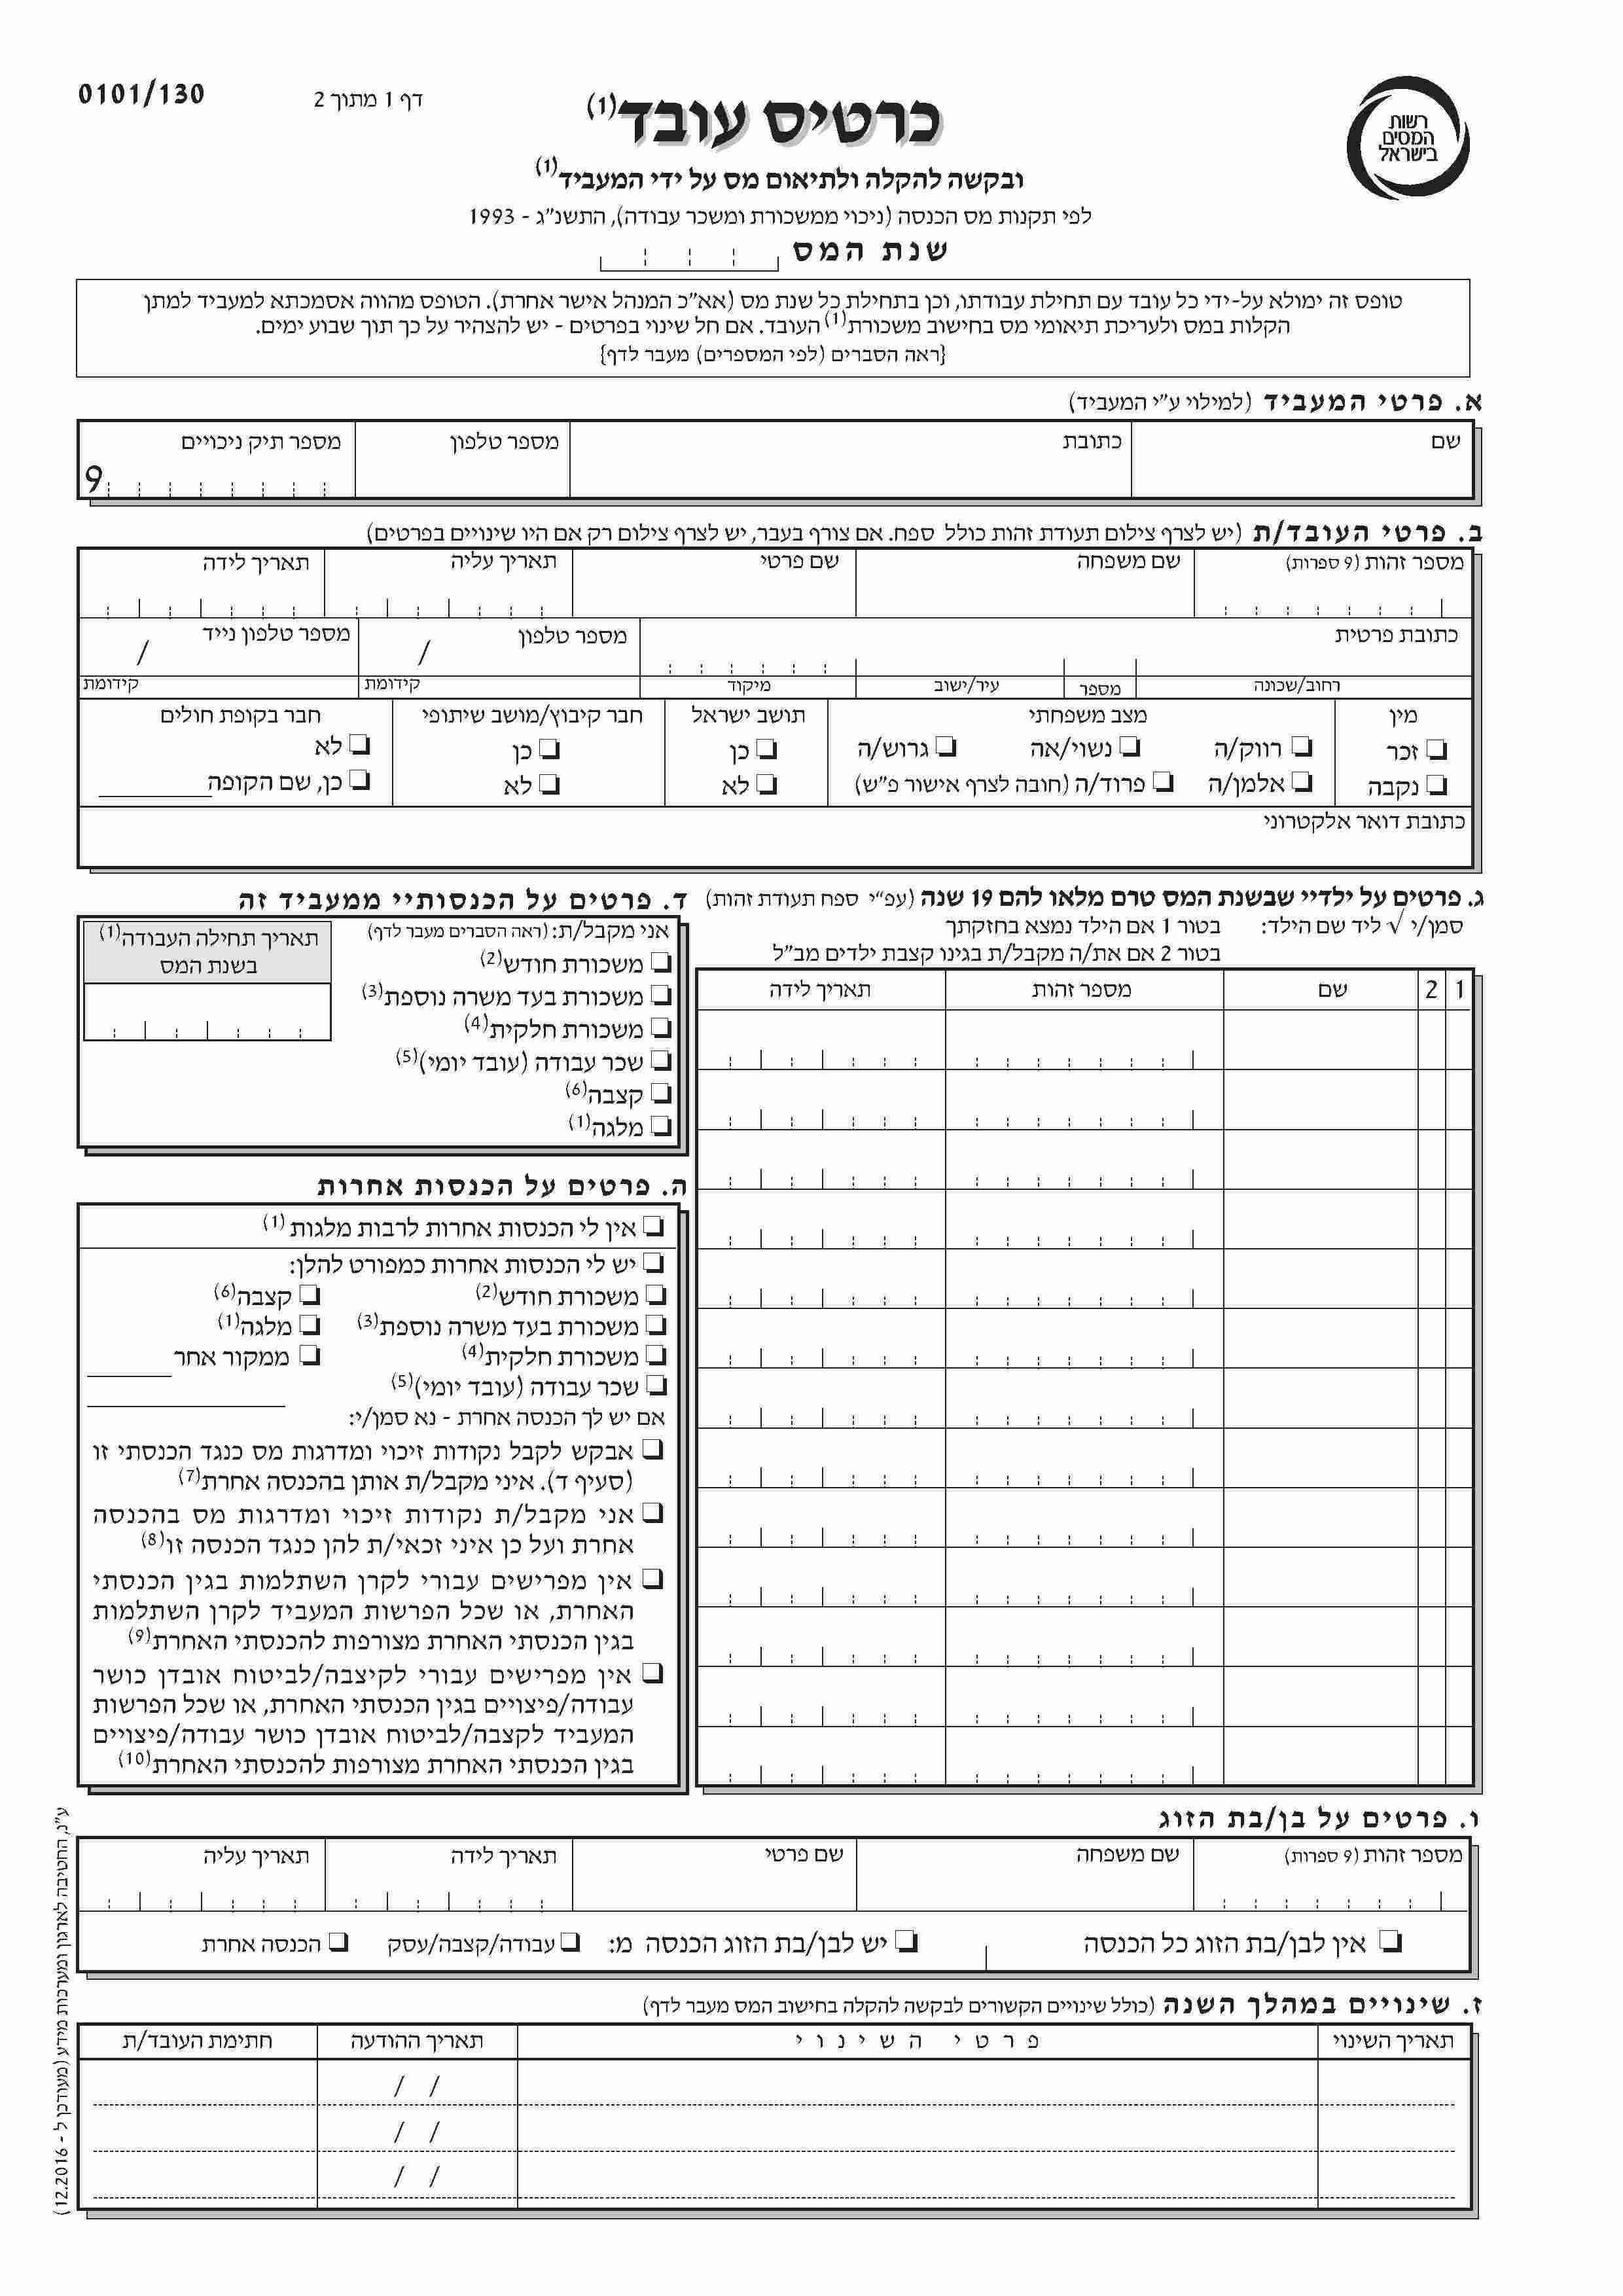 0101/130
דף 1 מתוך 2
רשות
המסים
בישראל
כרטיס עובד(1)
ובקשה להקלה ולתיאום מס על ידי המעביד(1)
לפי תקנות מס הכנסה (ניכוי ממשכורת ומשכר עבודה), התשנ"ג - 1993
שנת המס
טופס זה ימולא על-ידי כל עובד עם תחילת עבודתו, וכן בתחילת כל שנת מס (אא"כ המנהל אישר אחרת). הטופס מהווה אסמכתא למעביד למתן
הקלות במס ולעריכת תיאומי מס בחישוב משכורת(1) העובד. אם חל שינוי בפרטים - יש להצהיר על כך תוך שבוע ימים.
{ראה הסברים (לפי המספרים) מעבר לדף}
א. פרטי המעביד (למילוי ע"י המעביד)
שם כתובת מספר טלפון מספר תיק ניכויים
9
ב. פרטי העובד/ת (יש לצרף צילום תעודת זהות כולל ספח. אם צורף בעבר, יש לצרף צילום רק אם היו שינויים בפרטים)
מספר זהות (9 ספרות) שם משפחה שם פרטי תאריך עליה תאריך לידה
כתובת פרטית מספר טלפון מספר טלפון נייד
/ /
רחוב/שכונה מספר עיר/ישוב מיקוד קידומת קידומת
מין מצב משפחתי תושב ישראל חבר קיבוץ/מושב שיתופי חבר בקופת חולים
זכר רווק/ה נשוי/אה גרוש/ה כן כן לא
נקבה אלמן/ה פרוד/ה (חובה לצרף אישור פ"ש) לא לא כן, שם הקופה
כתובת דואר אלקטרוני
ג. פרטים על ילדיי שבשנת המס טרם מלאו להם 19 שנה (עפ"י ספח תעודת זהות)
סמן/י √ ליד שם הילד: בטור 1 אם הילד נמצא בחזקתך
בטור 2 אם את/ה מקבל/ת בגינו קצבת ילדים מב"ל
1 2 שם מספר זהות תאריך לידה
ד. פרטים על הכנסותיי ממעביד זה
אני מקבל/ת: (ראה הסברים מעבר לדף)
משכורת חודש(2)
משכורת בעד משרה נוספת(3)
משכורת חלקית(4)
שכר עבודה (עובד יומי)(5)
קצבה(6)
מלגה(1)
תאריך תחילה העבודה(1)
בשנת המס
ה. פרטים על הכנסות אחרות
אין לי הכנסות אחרות לרבות מלגות (1)
יש לי הכנסות אחרות כמפורט להלן:
משכורת חודש(2) קצבה(6)
משכורת בעד משרה נוספת(3) מלגה(1)
משכורת חלקית(4) ממקור אחר
שכר עבודה (עובד יומי)(5)
אם יש לך הכנסה אחרת - נא סמן/י:
אבקש לקבל נקודות זיכוי ומדרגות מס כנגד הכנסתי זו
(סעיף ד). איני מקבל/ת אותן בהכנסה אחרת(7)
אני מקבל/ת נקודות זיכוי ומדרגות מס בהכנסה
אחרת ועל כן איני זכאי/ת להן כנגד הכנסה זו(8)
אין מפרישים עבורי לקרן השתלמות בגין הכנסתי
האחרת, או שכל הפרשות המעביד לקרן השתלמות
בגין הכנסתי האחרת מצורפות להכנסתי האחרת(9)
אין מפרישים עבורי לקיצבה/לביטוח אובדן כושר
עבודה/פיצויים בגין הכנסתי האחרת, או שכל הפרשות
המעביד לקצבה/לביטוח אובדן כושר עבודה/פיצויים
בגין הכנסתי האחרת מצורפות להכנסתי האחרת(10)
ו. פרטים על בן/בת הזוג
מספר זהות (9 ספרות) שם משפחה שם פרטי תאריך לידה תאריך עליה
אין לבן/בת הזוג כל הכנסה יש לבן/בת הזוג הכנסה מ: עבודה/קצבה/עסק הכנסה אחרת
ז. שינויים במהלך השנה (כולל שינויים הקשורים לבקשה להקלה בחישוב המס מעבר לדף)
תאריך השינוי פרטי השינוי תאריך ההודעה חתימת העובד/ת
/ /
/ /
/ /
ע"נ, החטיבה לארגון ומערכות מידע (מעודכן ל - 12.2016)